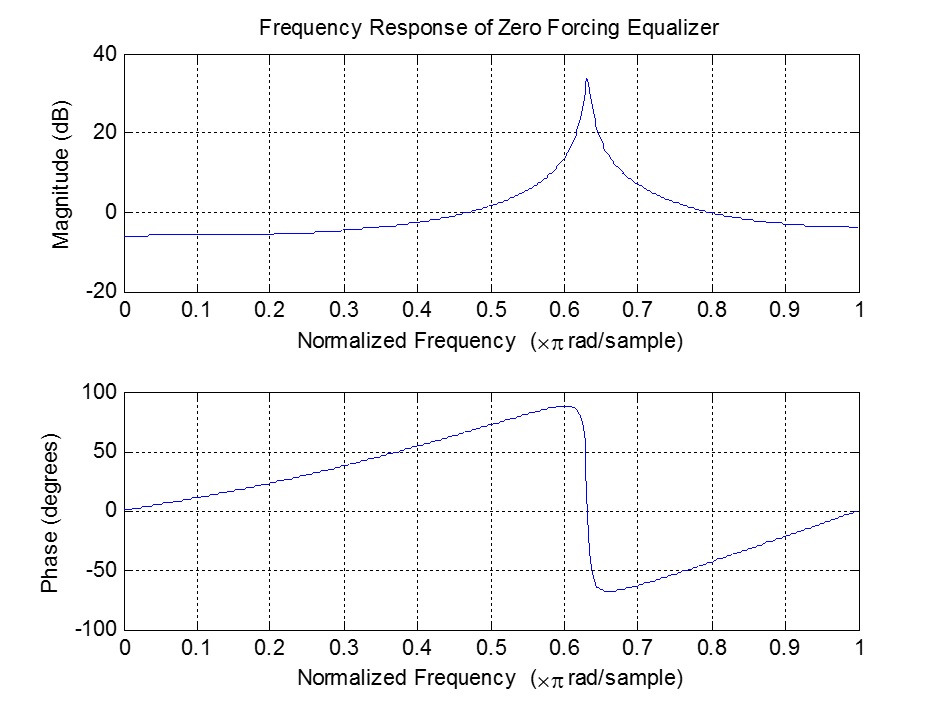 Frequency Response of Zero Forcing Equalizer
40
20
0
-20
Magnitude (dB)
0 0.1 0.2 0.3 0.4 0.5 0.6 0.7 0.8 0.9 1
Normalized Frequency (×π rad/sample)
100
50
0
-50
-100
Phase (degrees)
0 0.1 0.2 0.3 0.4 0.5 0.6 0.7 0.8 0.9 1
Normalized Frequency (×π rad/sample)